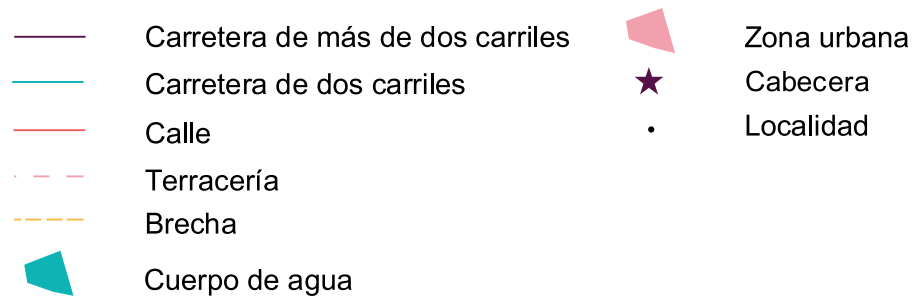 Carretera de más de dos carriles
Carretera de dos carriles
Calle
Terracería
Brecha
Cuerpo de agua
Zona urbana
Cabecera
Localidad